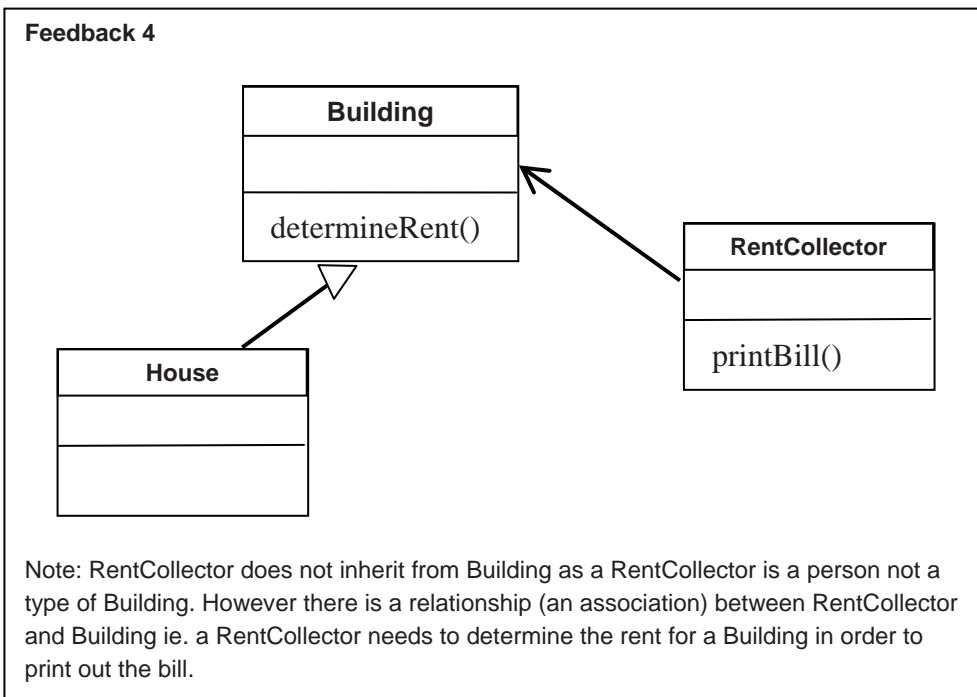 Feedback 4
Building
determineRent()
RentCollector
printBill()
House
Note: RentCollector does not inherit from Building as a RentCollector is a person not a
type of Building. However there is a relationship (an association) between RentCollector
and Building ie. a RentCollector needs to determine the rent for a Building in order to
print out the bill.